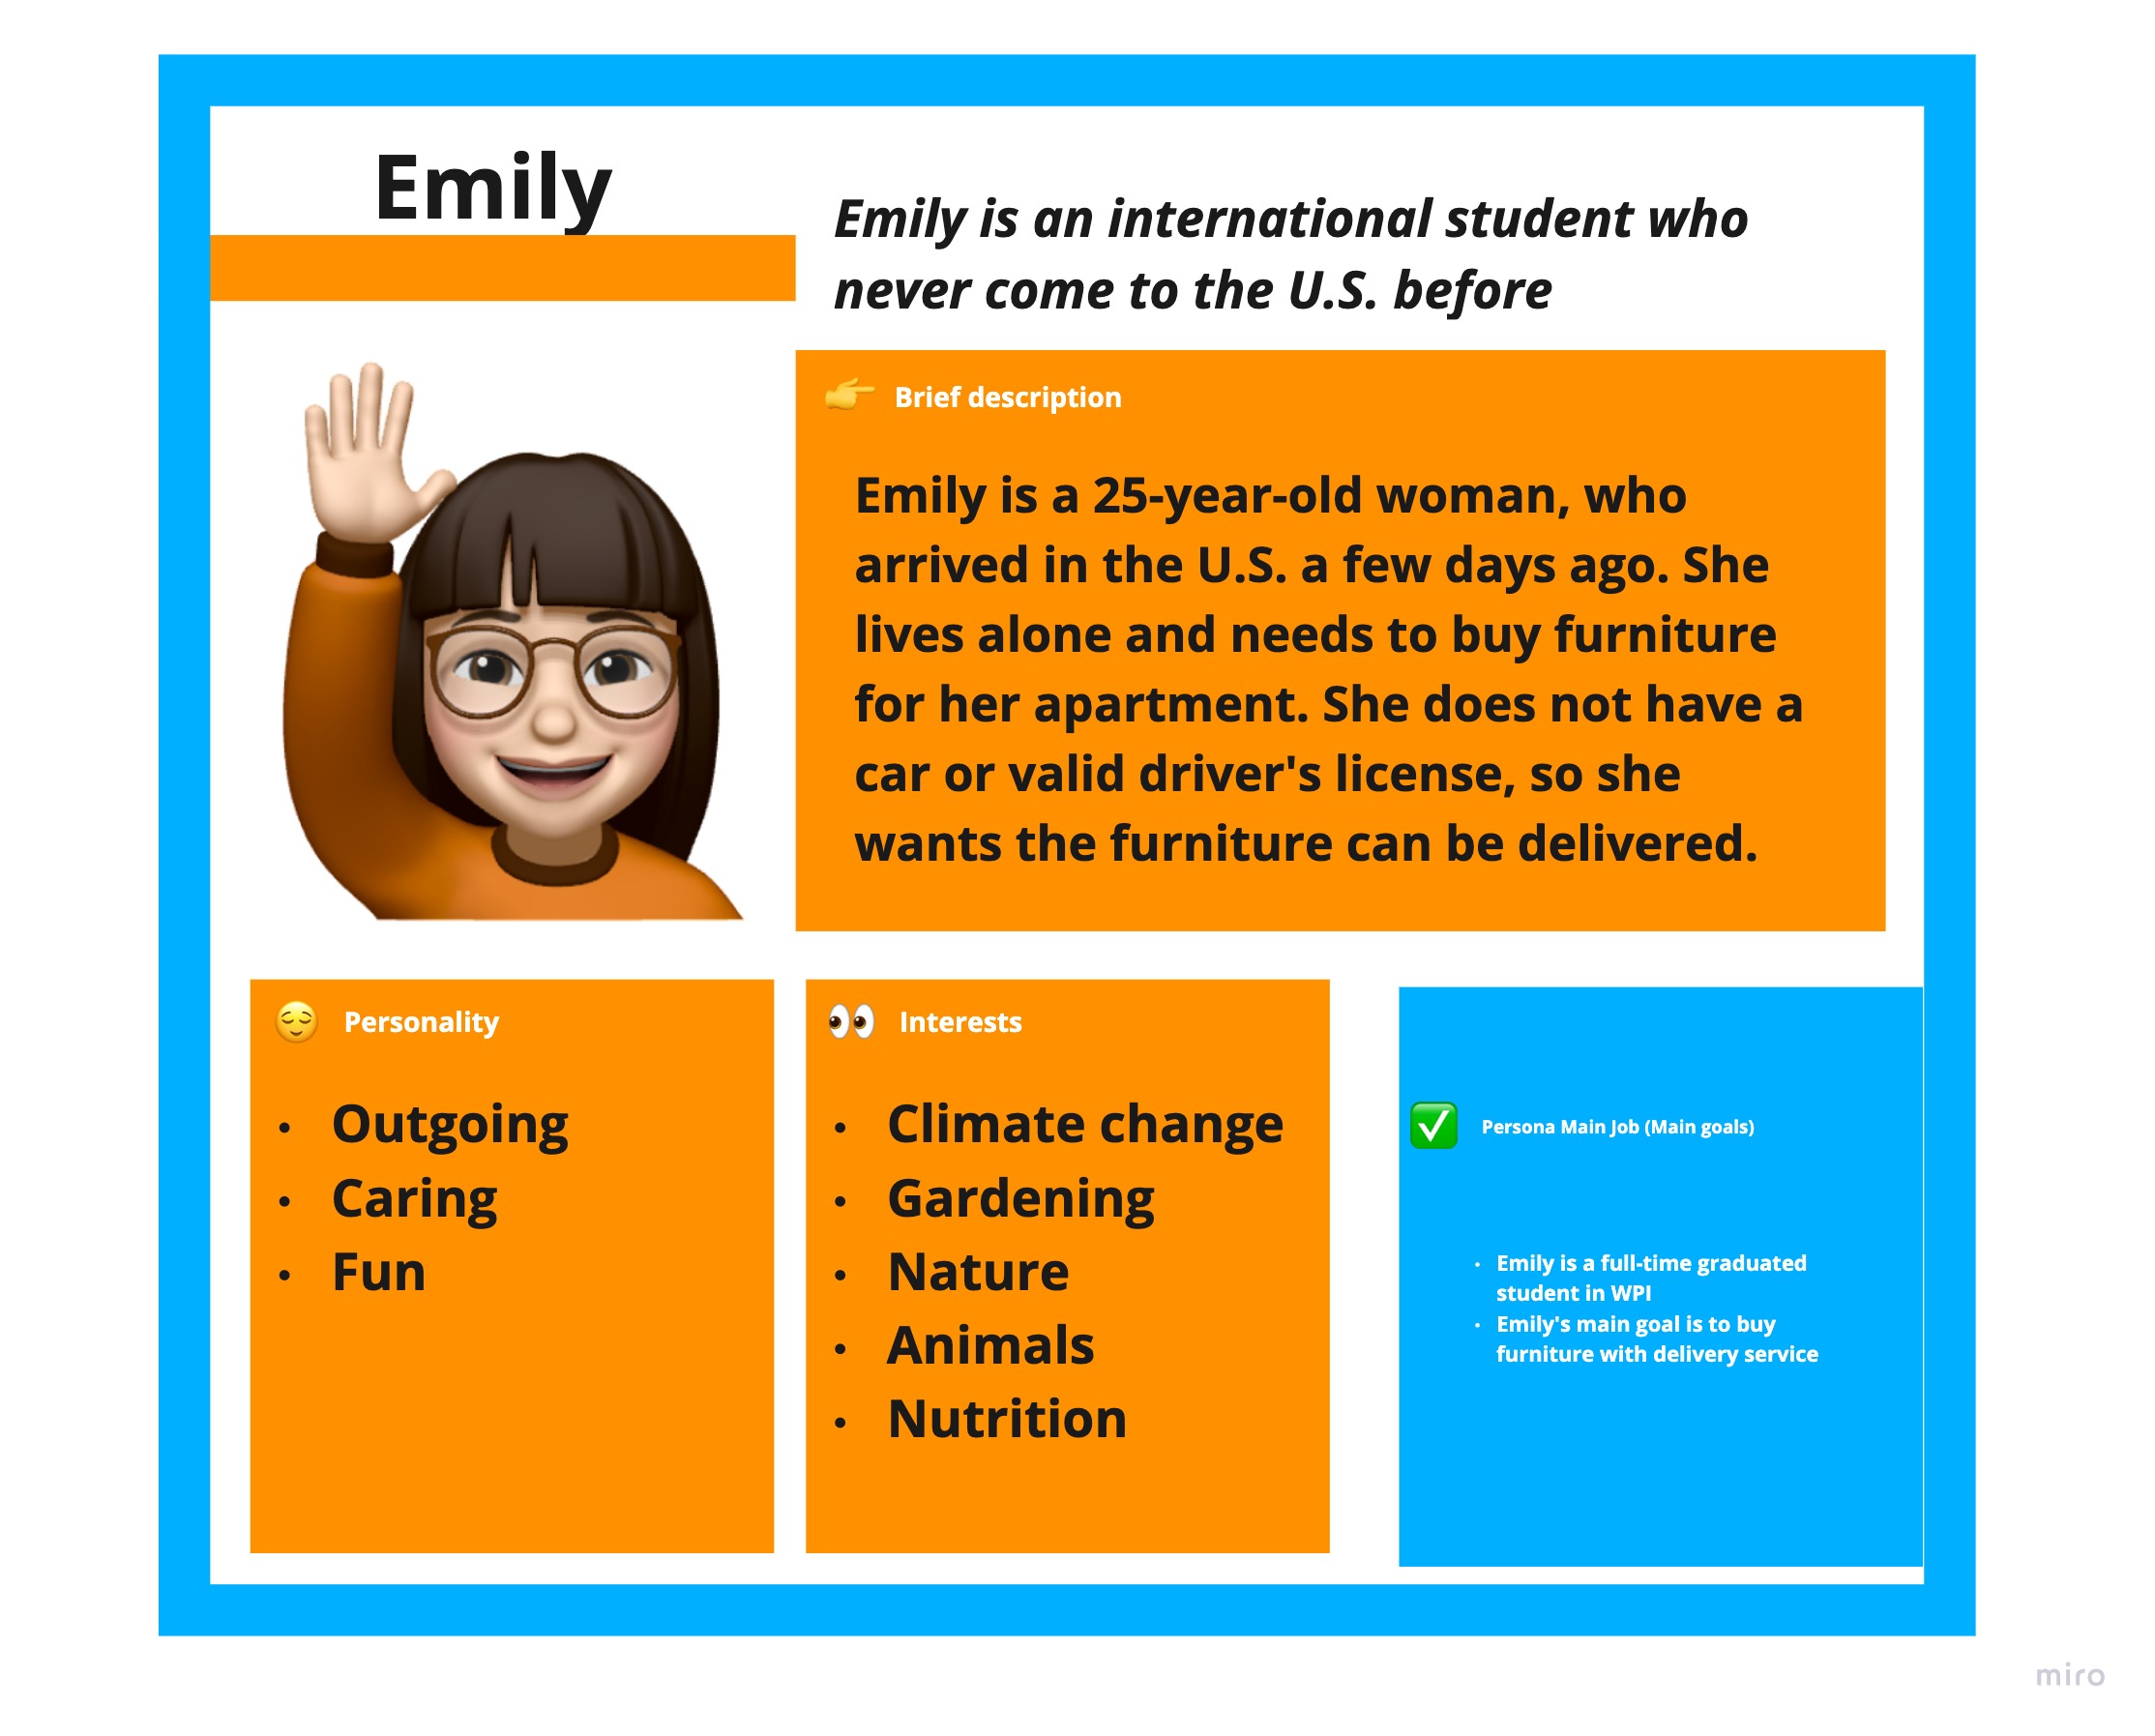 Emily
Emily is an international student who
never come to the U.S. before
Brief description
Emily is a 25-year-old woman, who
arrived in the U.S. a few days ago. She
lives alone and needs to buy furniture
for her apartment. She does not have a
car or valid driver's license, so she
wants the furniture can be delivered.
Personality
• Outgoing
• Caring
• Fun
Interests
• Climate change
• Gardening
• Nature
• Animals
• Nutrition
Persona Main Job (Main goals)
• Emily is a full-time graduated
student in WPI
• Emily's main goal is to buy
furniture with delivery service
miro